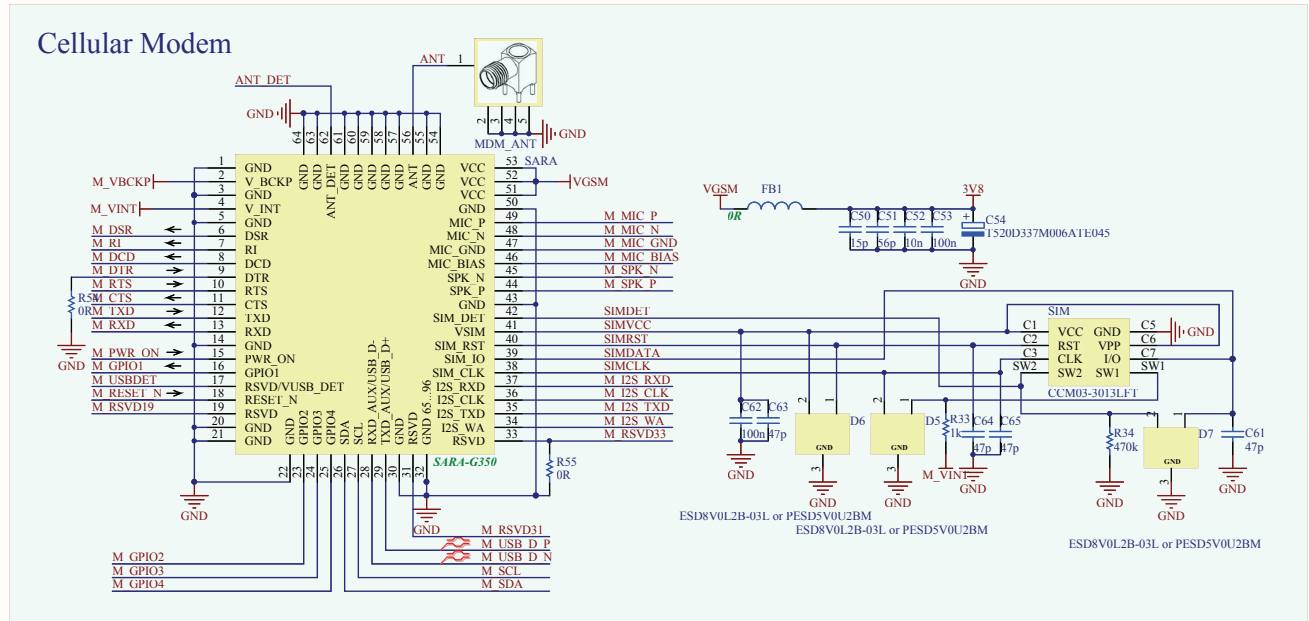 Cellular Modem
ANT 1
ANT_DET
GND
64 63 62 61 60 59 58 57 56 55 54
2 3 4 5
GND
MDM_ANT
GND GND ANT_DET GND GND GND GND GND ANT GND GND
SARA
1 GND
M_VBCKP 2 V_BCKP
3 GND
M_VINT 4 V_INT
5 GND
M_DSR 6 DSR
M_RI 7 RI
M_DCD 8 DCD
M_DTR 9 DTR
M_RTS 10 RTS
M_CTS 11 CTS
M_TXD 12 TXD
M_RXD 13 RXD
14 GND
M_PWR_ON 15 PWR_ON
M_GPIO1 16 GPIO1
M_USBDET 17 RSVD/VUSB_DET
M_RESET_N 18 RESET_N
M_RSVD19 19 RSVD
20 GND
21 GND
0R
GND
VCC 53
VCC 52 VGSM
VCC 51
GND 50
MIC_P 49 M_MIC_P
MIC_N 48 M_MIC_N
MIC_GND 47 M_MIC_GND
MIC_BIAS 46 M_MIC_BIAS
SPK_N 45 M_SPK_N
SPK_P 44 M_SPK_P
GND 43
SIM_DET 42 SIMDET
VSIM 41 SIMVCC
SIM_RST 40 SIMRST
SIM_IO 39 SIMDATA
SIM_CLK 38 SIMCLK
I2S_RXD 37 M_I2S_RXD
I2S_CLK 36 M_I2S_CLK
I2S_TXD 35 M_I2S_TXD
I2S_WA 34 M_I2S_WA
RSVD 33 M_RSVD33
GND GPIO2 GPIO3 GPIO4 SDA SCL RXD_AUX/USB_D- TXD_AUX/USB_D+ GND RSVD GND 65...96
22 23 24 25 26 27 28 29 30 31 32
SARA-G350
R55
0R
GND
GND
M_RSVD31
M_USB_D_P
M_USB_D_N
M_SCL
M_SDA
M_GPIO2
M_GPIO3
M_GPIO4
VGSM FB1 3V8
0R
C50 C51 C52 C53 + C54
15p 56p 10n 100n T520D337M006ATE045
GND
SIM
C1 VCC GND C5 GND
C2 RST VPP C6
C3 CLK I/O C7
SW2 SW2 SW1 SW1
CCM03-3013LFT
C62 C63
100n 47p
GND
2 1
D6
GND
3
GND
2 1
D5
GND
3
GND
R33
1k
M_VINT
C64 C65
47p 47p
GND
R34
470k
GND
2 1
D7
GND
3
GND
C61
47p
GND
ESD8V0L2B-03L or PESD5V0U2BM
ESD8V0L2B-03L or PESD5V0U2BM
ESD8V0L2B-03L or PESD5V0U2BM